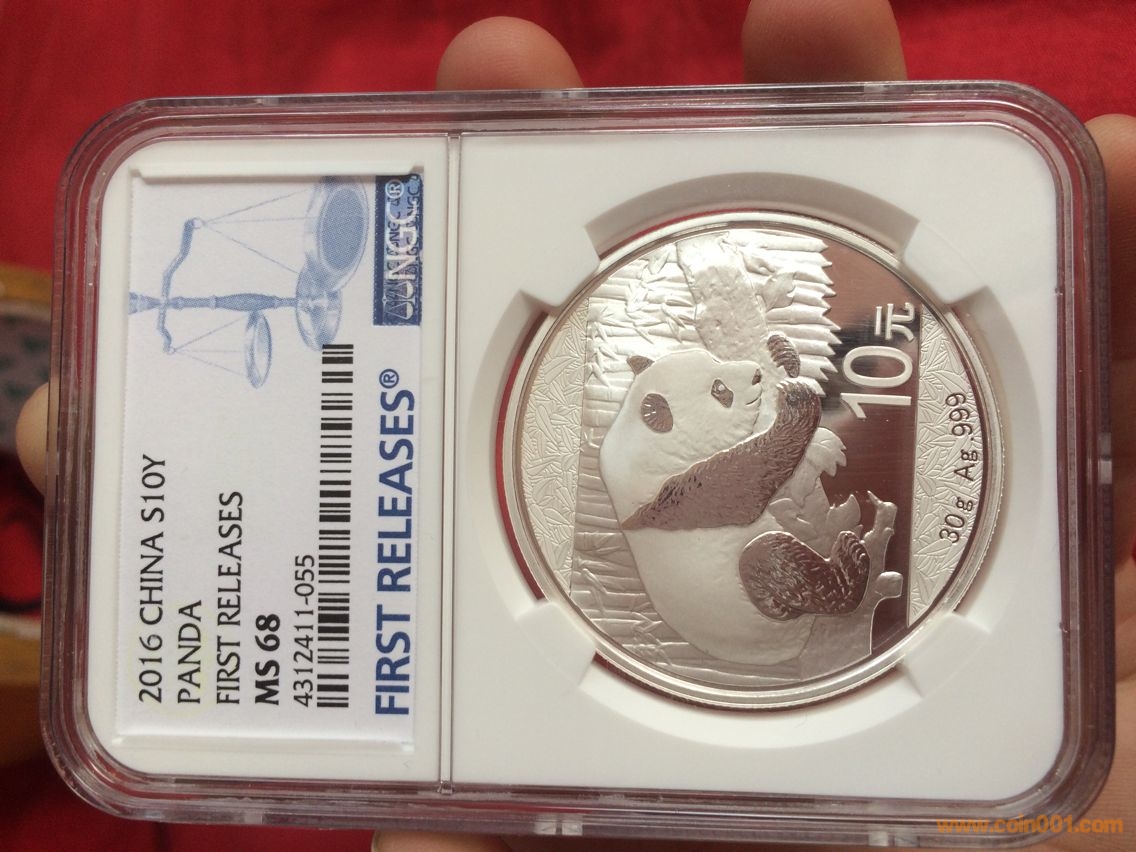 2016 CHINA S10Y
PANDA
FIRST RELEASES
MS 68
4312411-055
FIRST RELEASES®
NGC®
10元
30g Ag.999
www.coin001.com